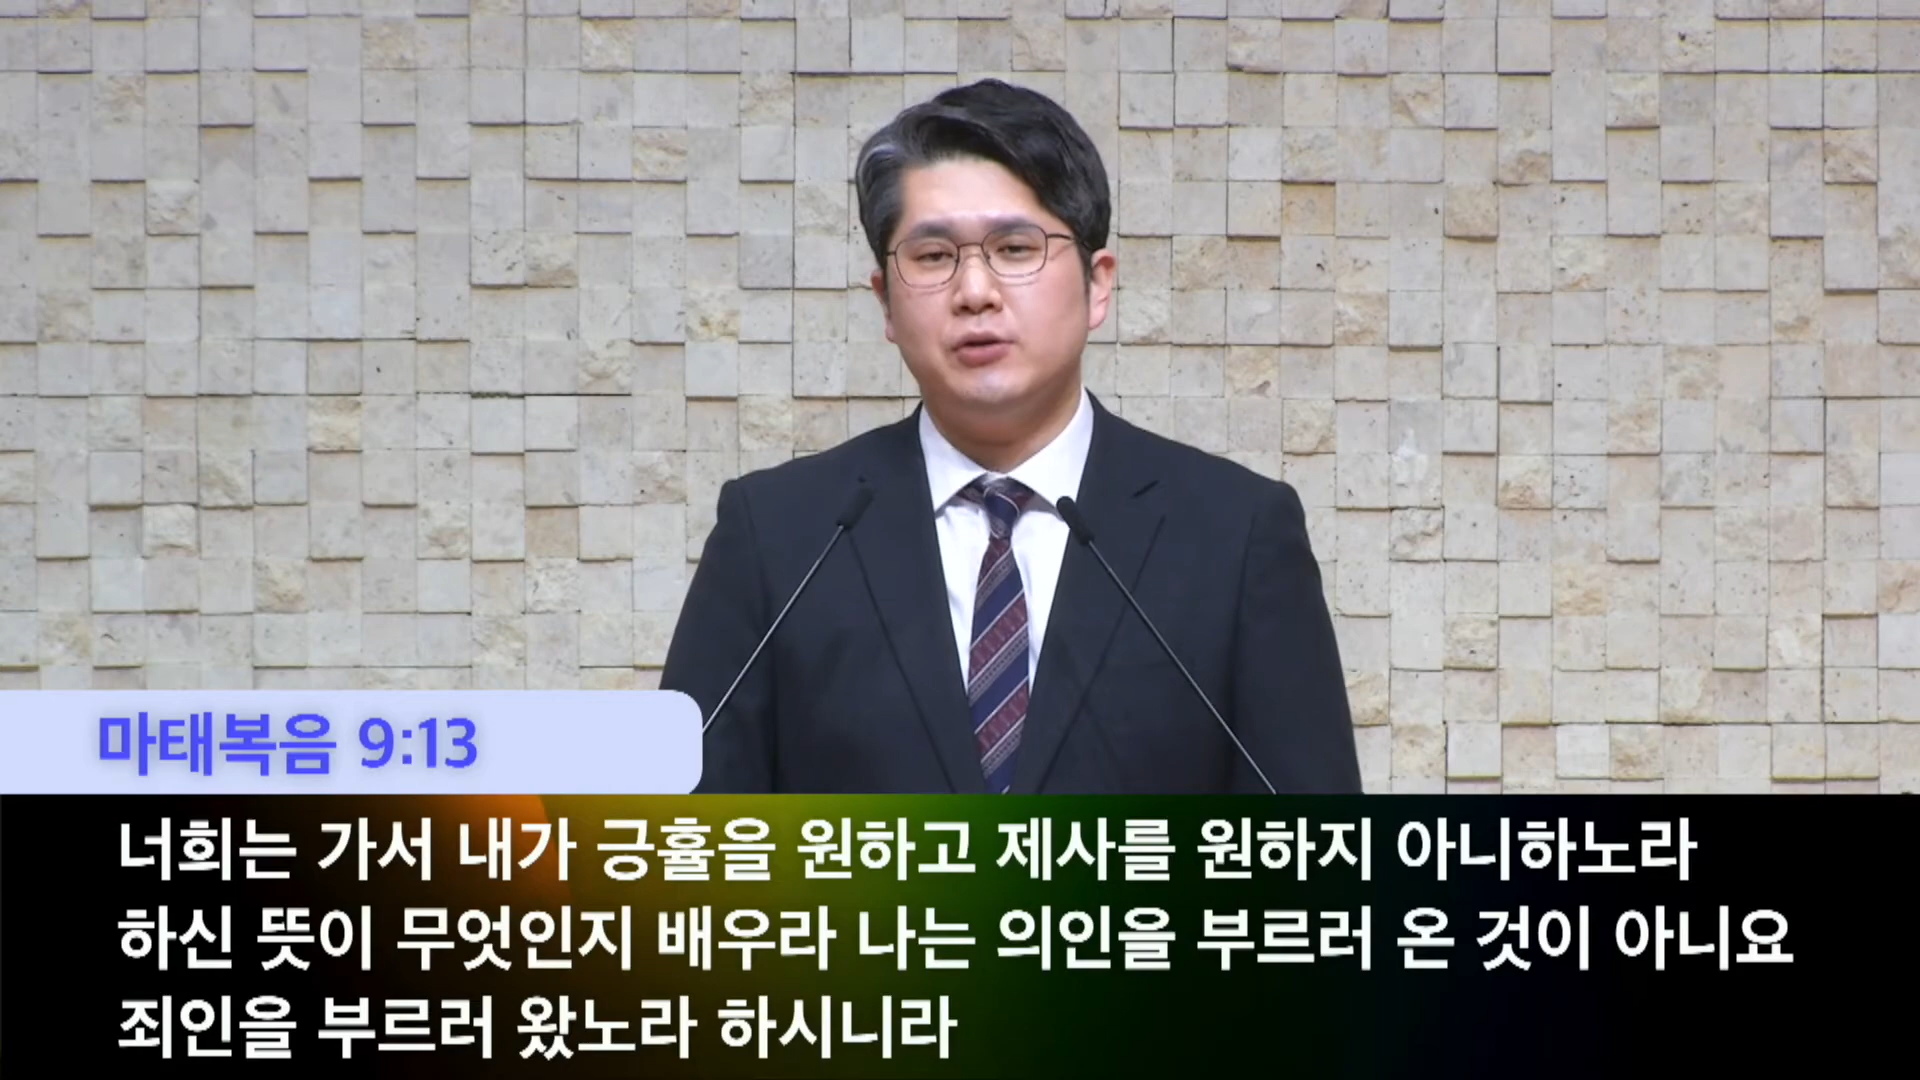 마태복음 9:13
너희는 가서 내가 긍휼을 원하고 제사를 원하지 아니하노라
하신 뜻이 무엇인지 배우라 나는 의인을 부르러 온 것이 아니요
죄인을 부르러 왔노라 하시니라